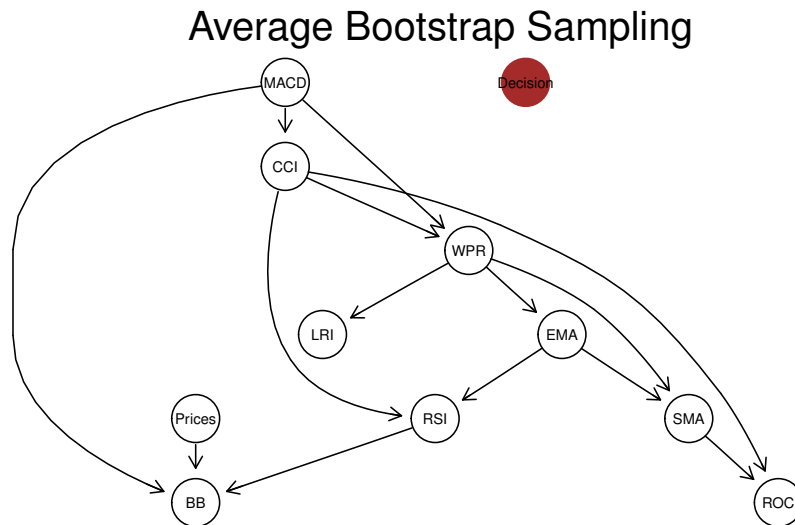 Average Bootstrap Sampling
MACD
Decision
CCI
WPR
LRI
EMA
Prices
RSI
SMA
BB
ROC